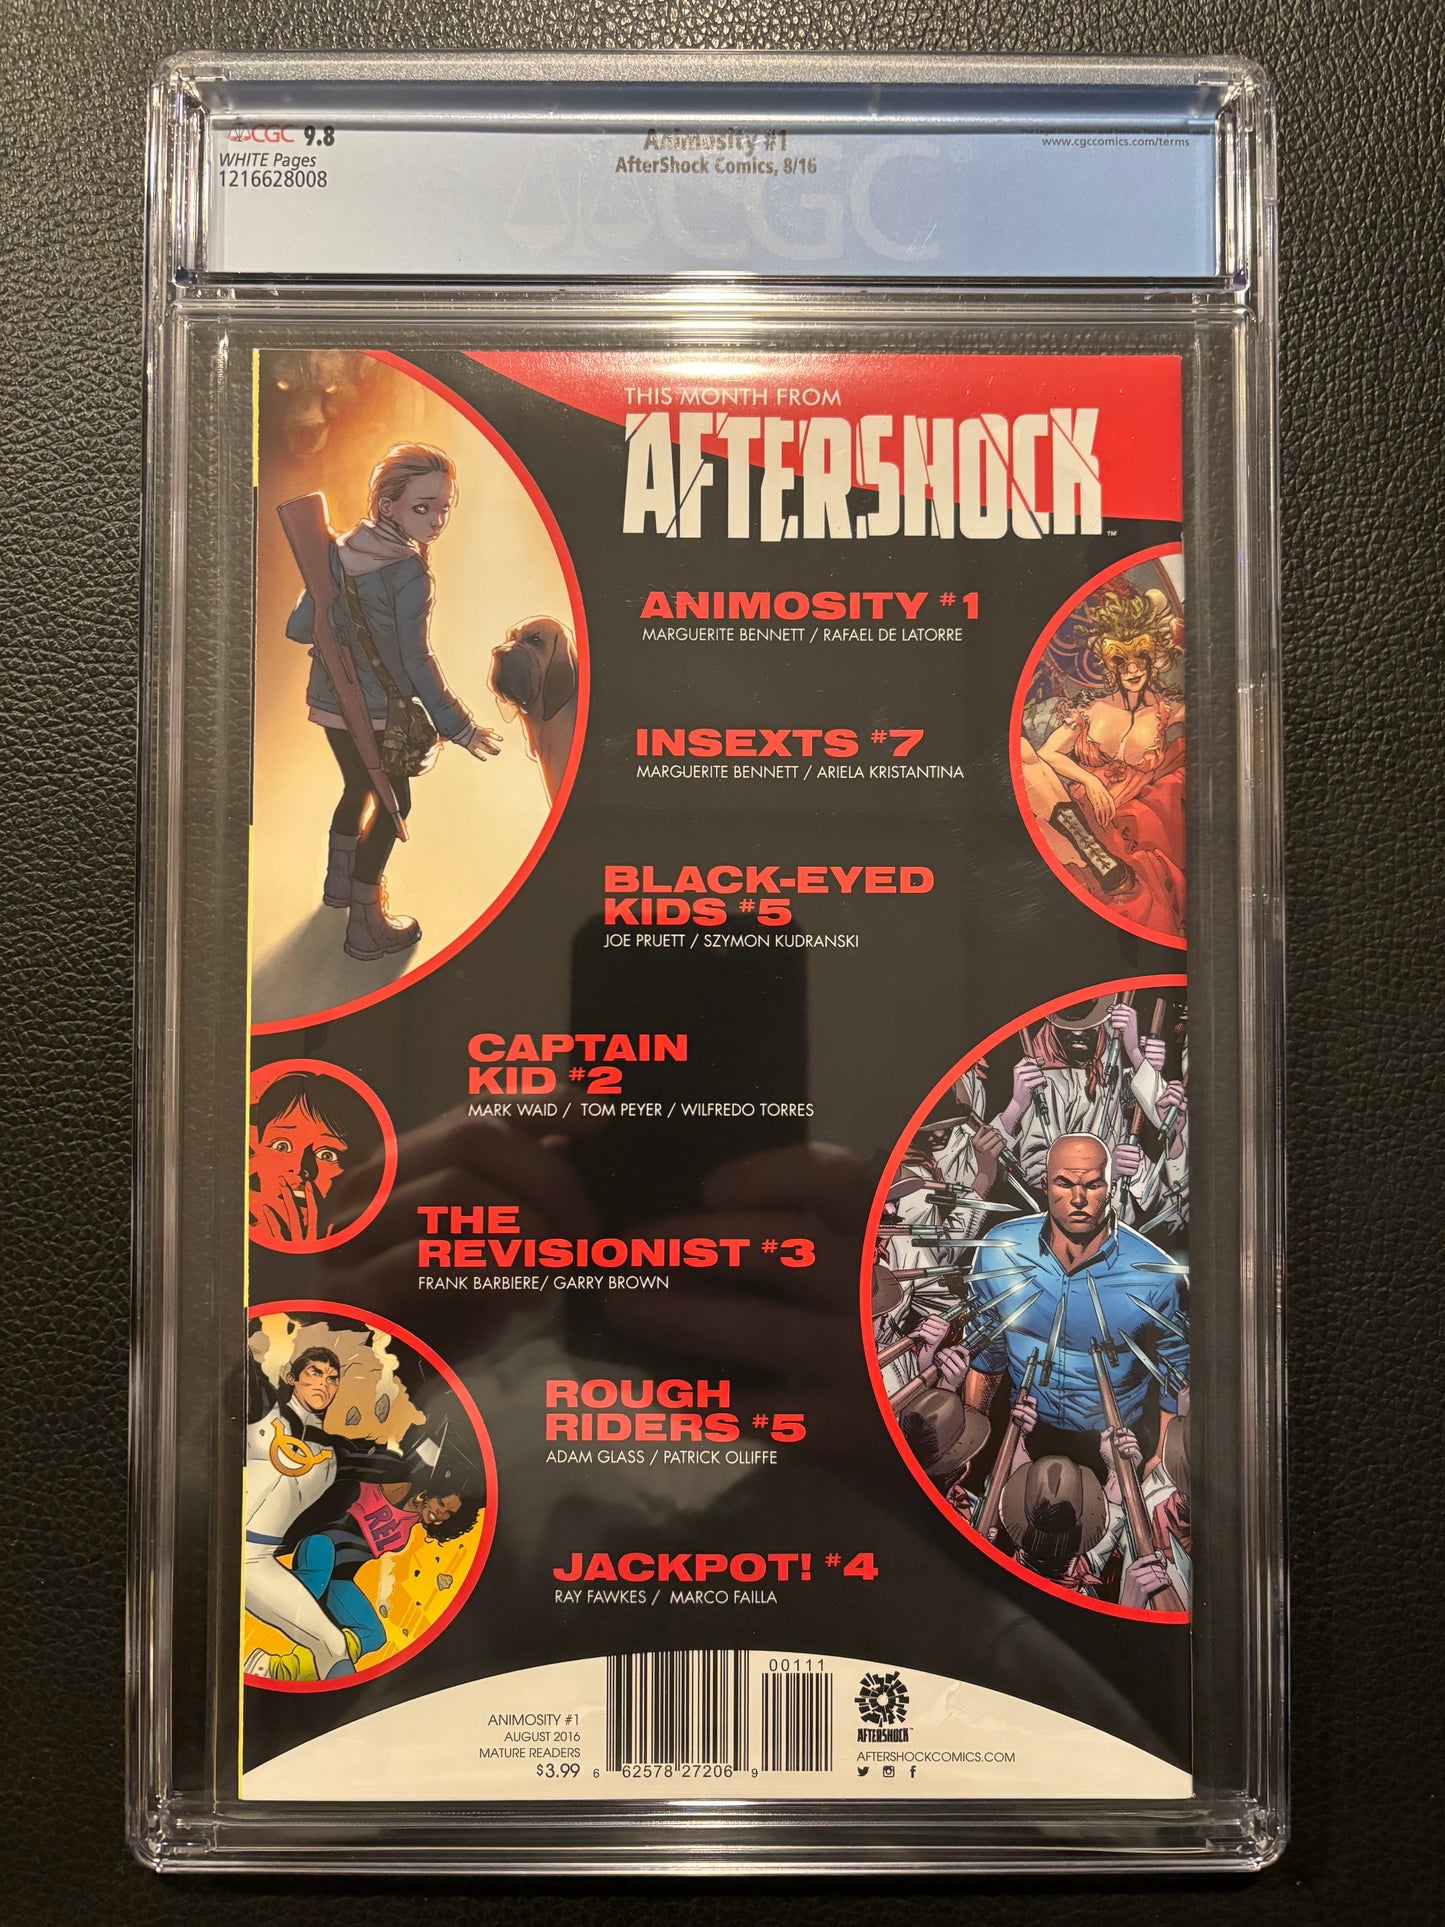 CGC 9.8
WHITE Pages
1216628008
Animosity #1
AfterShock Comics, 8/16
www.cgccomics.com/terms
CGC
THIS MONTH FROM
AFTERSHOCK™
ANIMOSITY #1
MARGUERITE BENNETT / RAFAEL DE LATORRE
INSEXTS #7
MARGUERITE BENNETT / ARIELA KRISTANTINA
BLACK-EYED
KIDS #5
JOE PRUETT / SZYMON KUDRANSKI
CAPTAIN
KID #2
MARK WAID / TOM PEYER / WILFREDO TORRES
THE
REVISIONIST #3
FRANK BARBIERE/ GARRY BROWN
ROUGH
RIDERS #5
ADAM GLASS / PATRICK OLLIFFE
REL
JACKPOT! #4
RAY FAWKES / MARCO FAILLA
ANIMOSITY #1
AUGUST 2016
MATURE READERS
$3.99
6 62578 27206 9
00111
AFTERSHOCK™
AFTERSHOCKCOMICS.COM